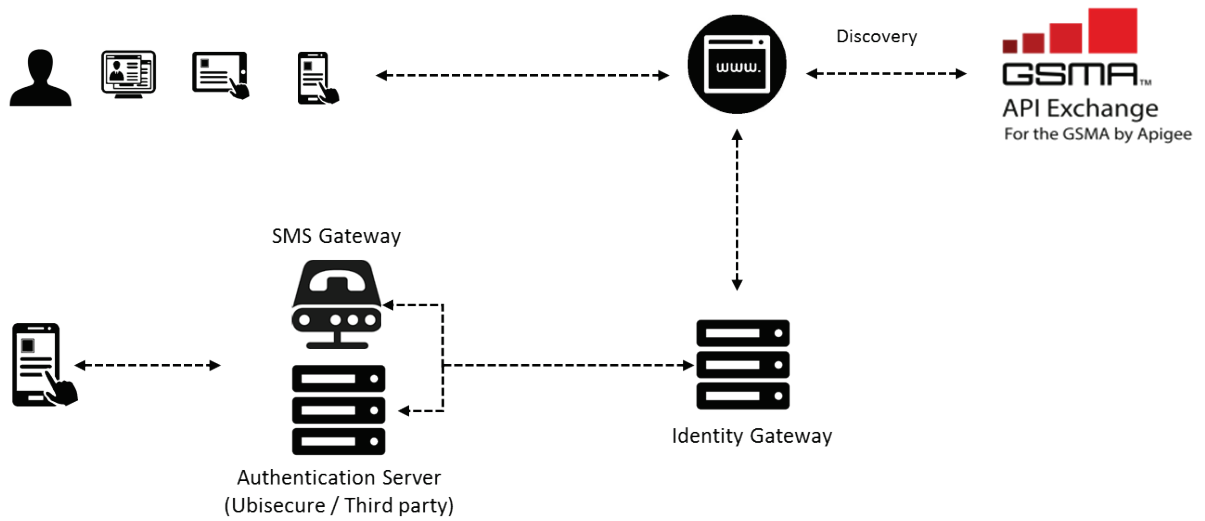 Discovery
www.
GSMA™
API Exchange
For the GSMA by Apigee
SMS Gateway
Identity Gateway
Authentication Server
(Ubisecure / Third party)